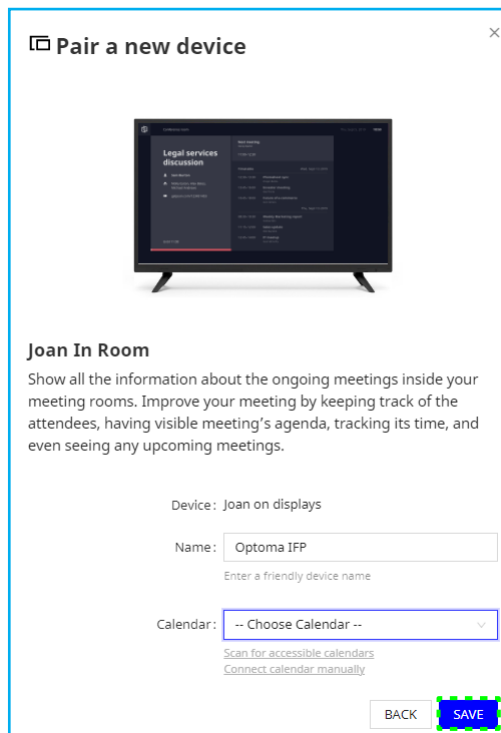 Pair a new device
Legal services
discussion
Joan In Room
Show all the information about the ongoing meetings inside your
meeting rooms. Improve your meeting by keeping track of the
attendees, having visible meeting’s agenda, tracking its time, and
even seeing any upcoming meetings.
Device: Joan on displays
Name: Optoma IFP
Enter a friendly device name
Calendar: -- Choose Calendar --
Scan for accessible calendars
Connect calendar manually
BACK SAVE